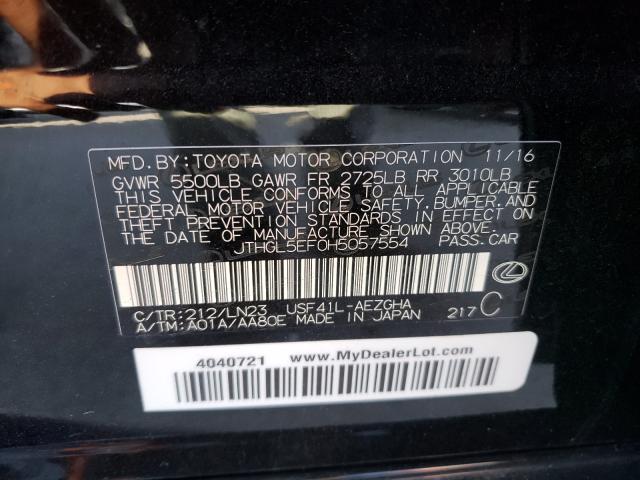 MFD.BY:TOYOTA MOTOR CORPORATION 11/16
GVWR 5500LB GAWR FR 2725LB RR 3010LB
THIS VEHICLE CONFORMS TO ALL APPLICABLE
FEDERAL MOTOR VEHICLE SAFETY,BUMPER,AND
THEFT PREVENTION STANDARDS IN EFFECT ON
THE DATE OF MANUFACTURE SHOWN ABOVE.
JTHGL5EF0H5057554 PASS.CAR
C/TR:212/LN23 USF41L-AEZGHA
A/TM:A01A/AA80E MADE IN JAPAN 217C
4040721 www.MyDealerLot.com